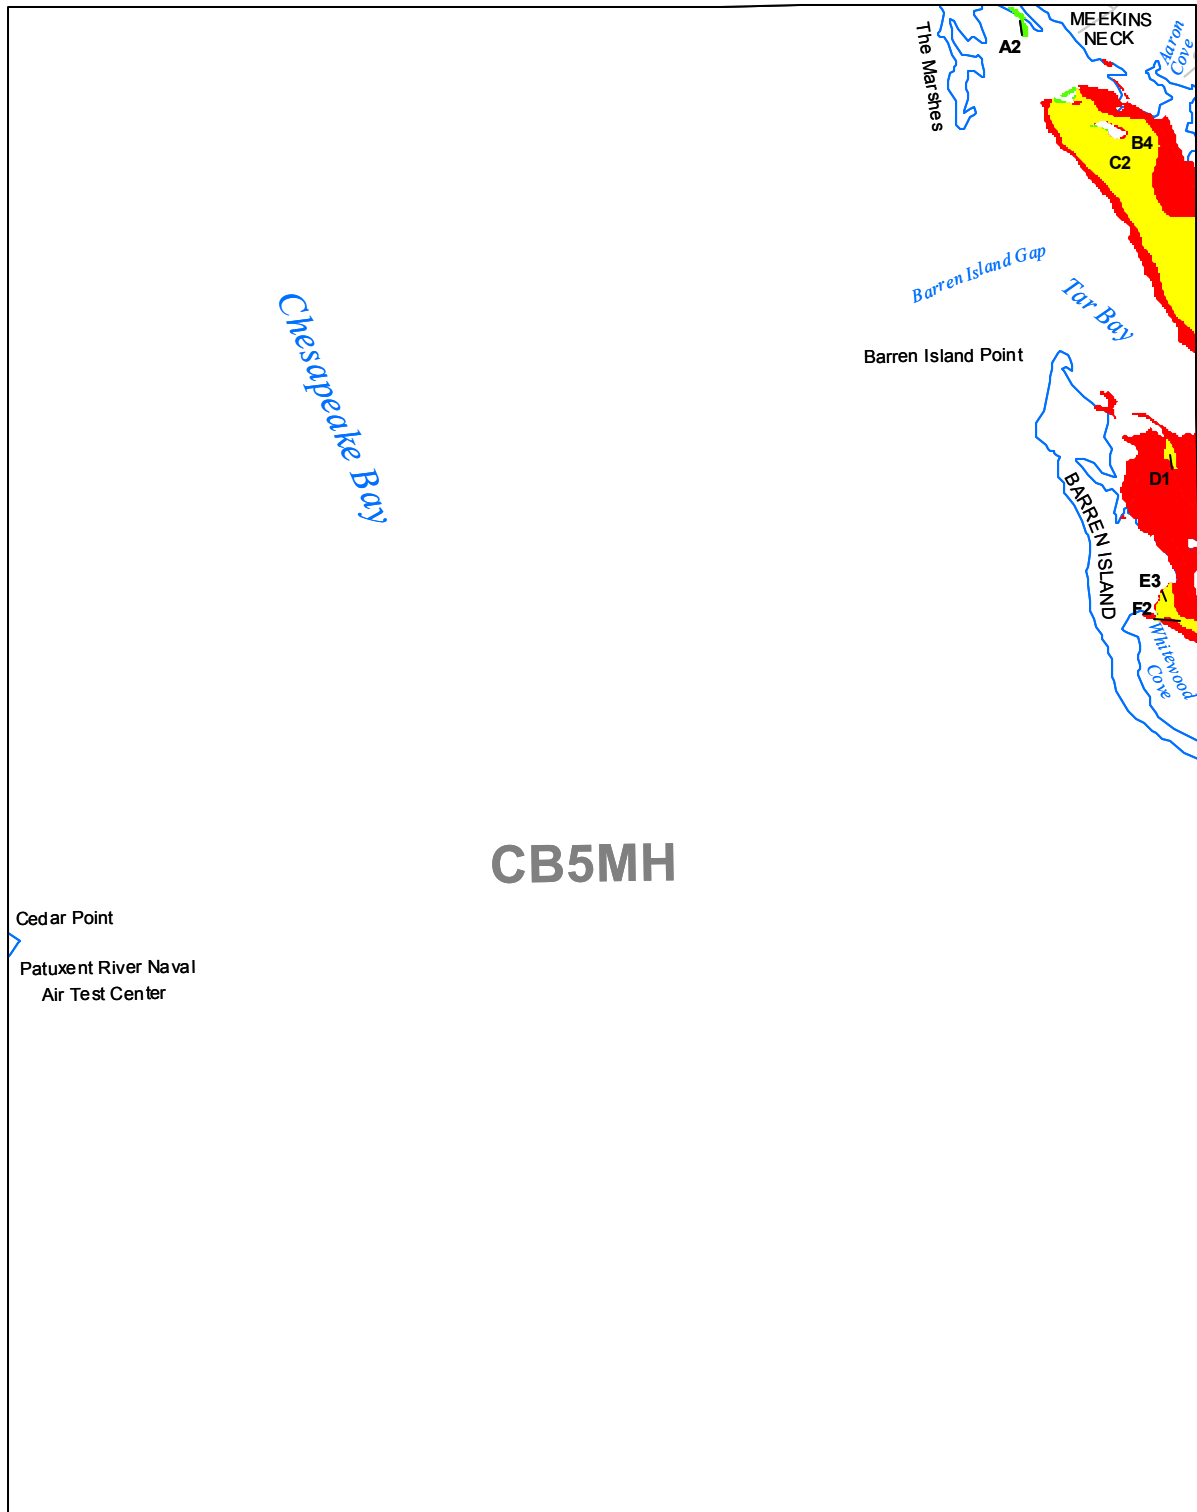 MEEKINS
NECK
A2
The Marshes
Aaron
Cove
B4
C2
Barren Island Gap
Tar Bay
Chesapeake Bay
Barren Island Point
D1
BARREN ISLAND
E3
F2
Whitewood
Cove
CB5MH
Cedar Point
Patuxent River Naval
Air Test Center